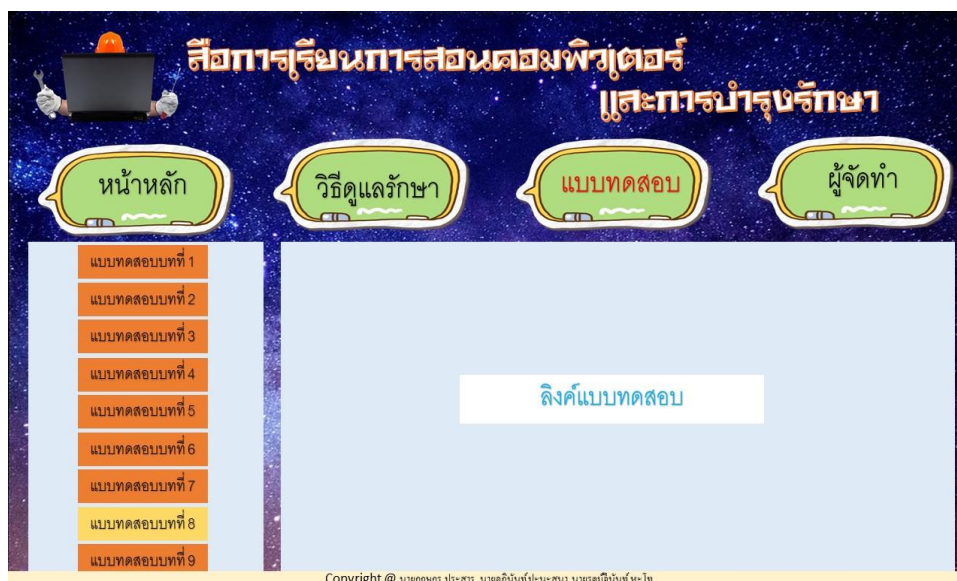 สื่อการเรียนการสอนคอมพิวเตอร์
และการบำรุงรักษา
หน้าหลัก
วิธีดูแลรักษา
แบบทดสอบ
ผู้จัดทำ
แบบทดสอบบทที่ 1
แบบทดสอบบทที่ 2
แบบทดสอบบทที่ 3
แบบทดสอบบทที่ 4
แบบทดสอบบทที่ 5
แบบทดสอบบทที่ 6
แบบทดสอบบทที่ 7
แบบทดสอบบทที่ 8
แบบทดสอบบทที่ 9
ลิงค์แบบทดสอบ
Copyright @